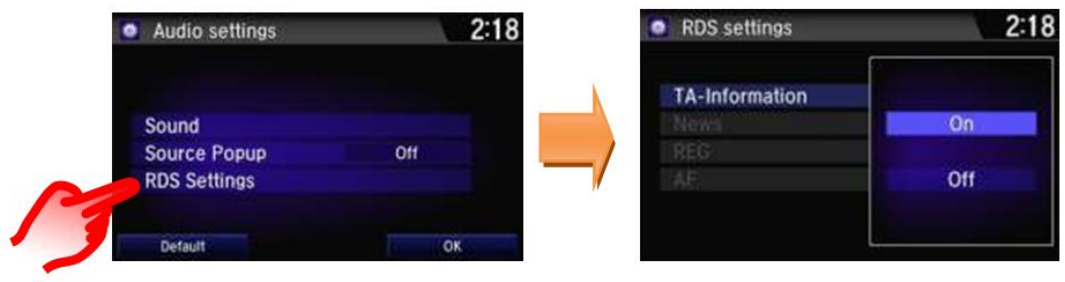 Audio settings 2:18
Sound
Source Popup Off
RDS Settings
Default OK
RDS settings 2:18
TA-Information
News
REG
AF
On
Off